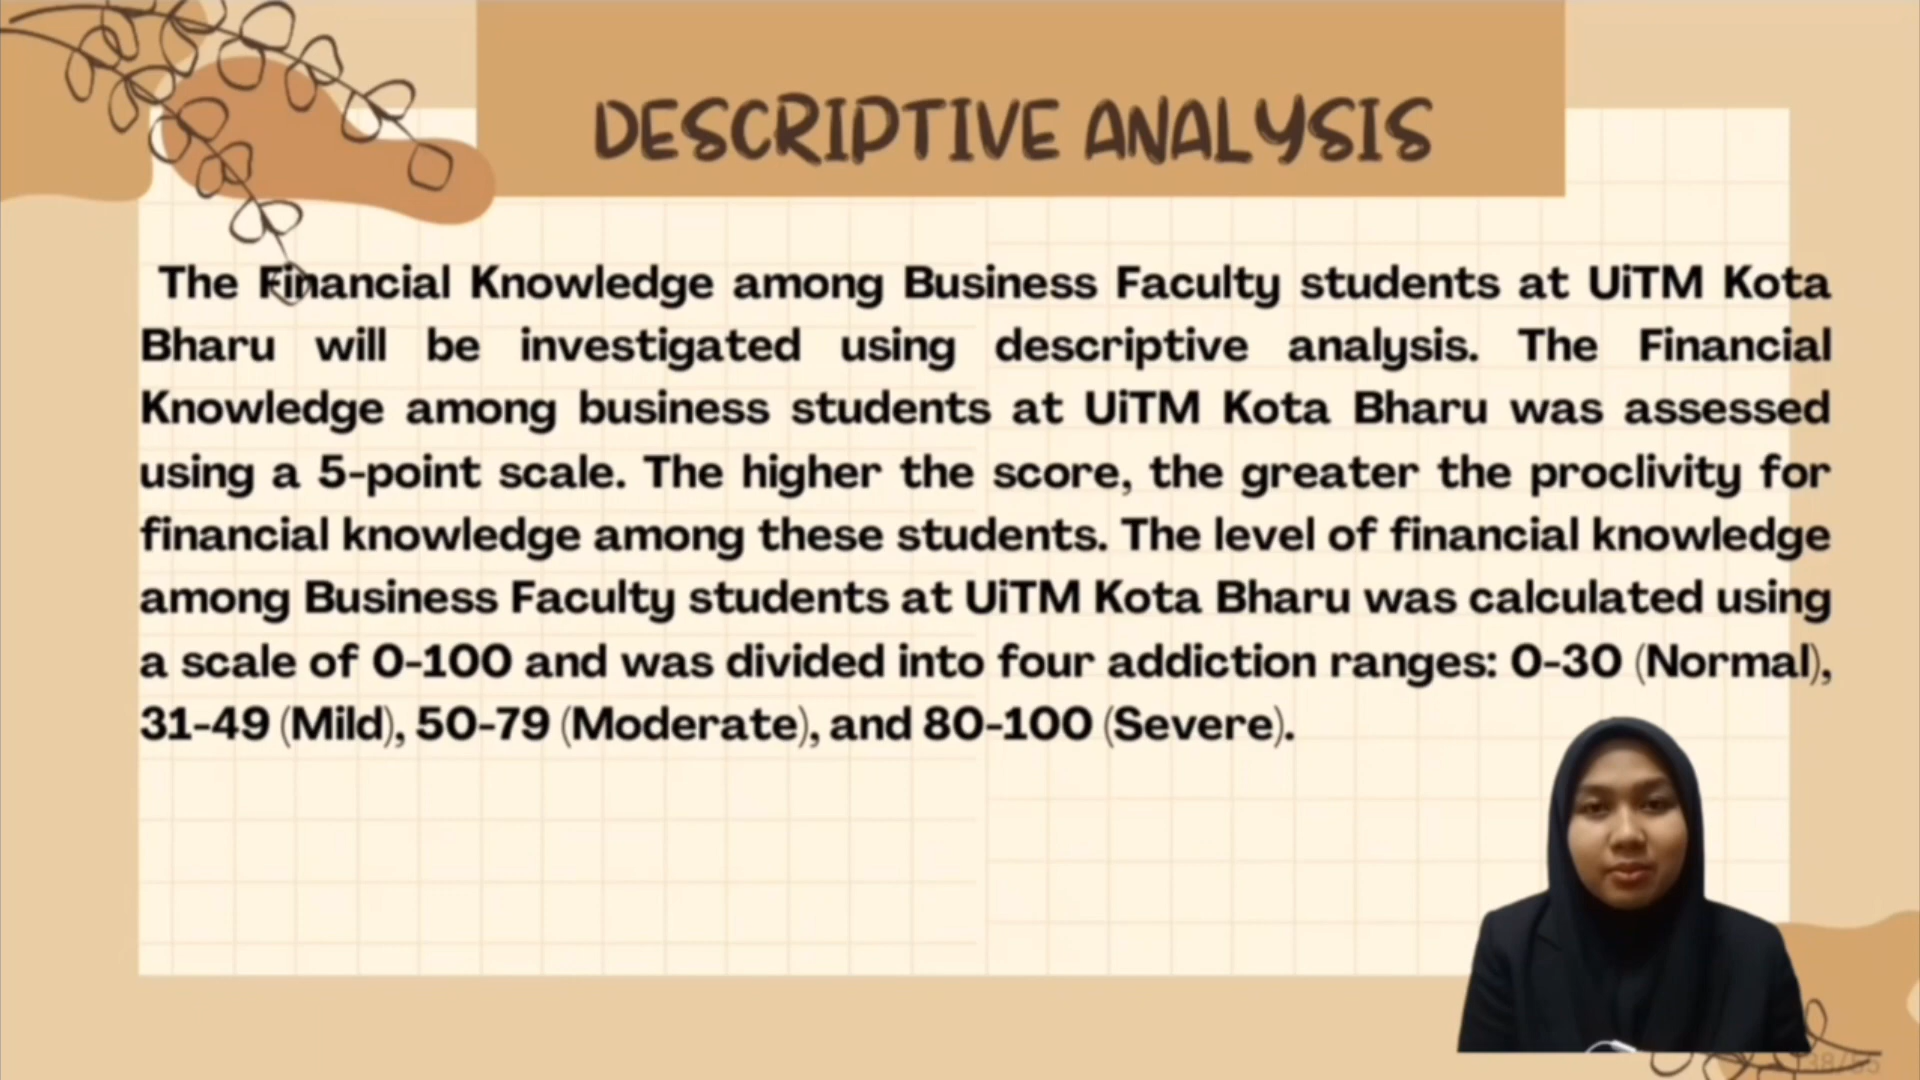 DESCRIPTIVE ANALYSIS
The Financial Knowledge among Business Faculty students at UiTM Kota
Bharu will be investigated using descriptive analysis. The Financial
Knowledge among business students at UiTM Kota Bharu was assessed
using a 5-point scale. The higher the score, the greater the proclivity for
financial knowledge among these students. The level of financial knowledge
among Business Faculty students at UiTM Kota Bharu was calculated using
a scale of 0-100 and was divided into four addiction ranges: 0-30 (Normal),
31-49 (Mild), 50-79 (Moderate), and 80-100 (Severe).